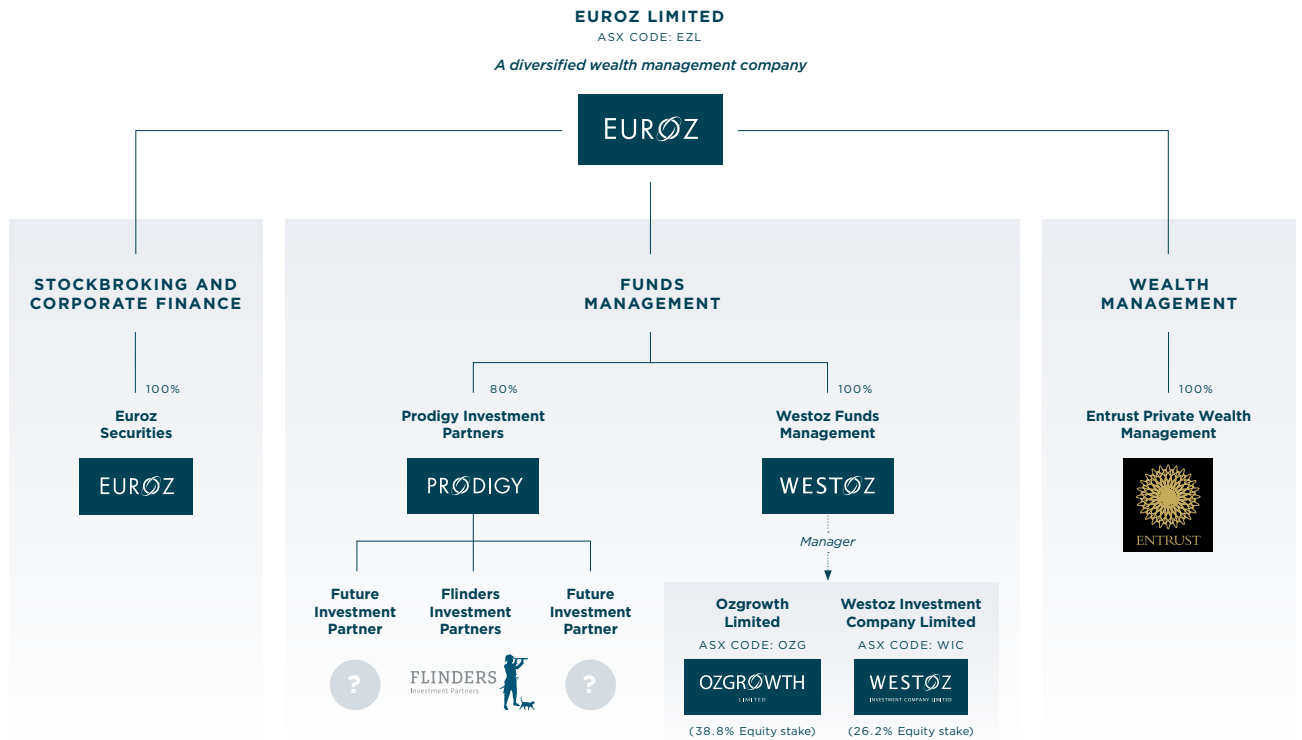 EUROZ LIMITED
ASX CODE: EZL
A diversified wealth management company
EUROZ
STOCKBROKING AND
CORPORATE FINANCE
100%
Euroz
Securities
EUROZ
FUNDS
MANAGEMENT
80%
Prodigy Investment
Partners
PRODIGY
Future
Investment
Partner
?
Flinders
Investment
Partners
FLINDERS
Investment Partners
Future
Investment
Partner
?
100%
Westoz Funds
Management
WESTOZ
Manager
Ozgrowth
Limited
ASX CODE: OZG
OZGROWTH
LIMITED
(38.8% Equity stake)
Westoz Investment
Company Limited
ASX CODE: WIC
WESTOZ
INVESTMENT COMPANY LIMITED
(26.2% Equity stake)
WEALTH
MANAGEMENT
100%
Entrust Private Wealth
Management
ENTRUST